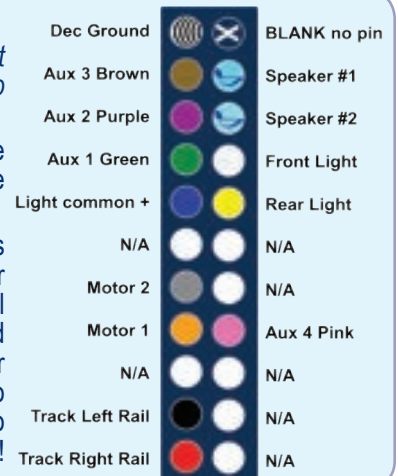 Dec Ground BLANK no pin
Aux 3 Brown Speaker #1
Aux 2 Purple Speaker #2
Aux 1 Green Front Light
Light common + Rear Light
N/A N/A
Motor 2 N/A
Motor 1 Aux 4 Pink
N/A N/A
Track Left Rail N/A
Track Right Rail N/A